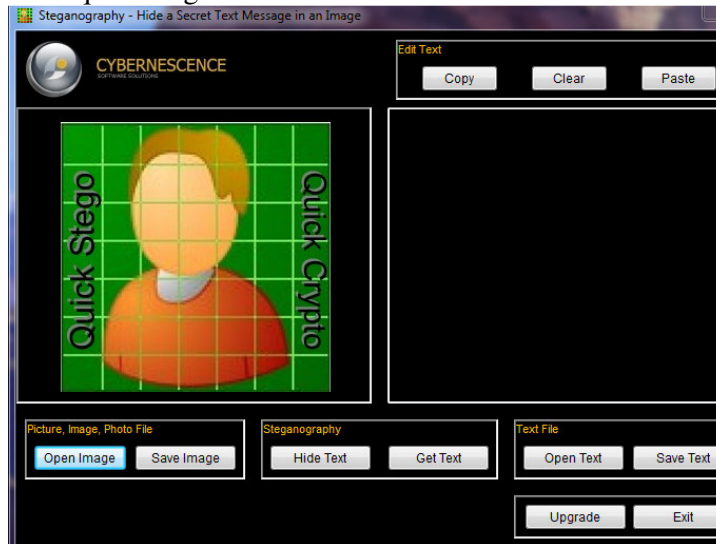 Steganography - Hide a Secret Text Message in an Image
CYBERNESCENCE
SOFTWARE SOLUTIONS
Edit Text
Copy Clear Paste
Quick Stego
Quick Crypto
Picture, Image, Photo File
Open Image Save Image
Steganography
Hide Text Get Text
Text File
Open Text Save Text
Upgrade Exit